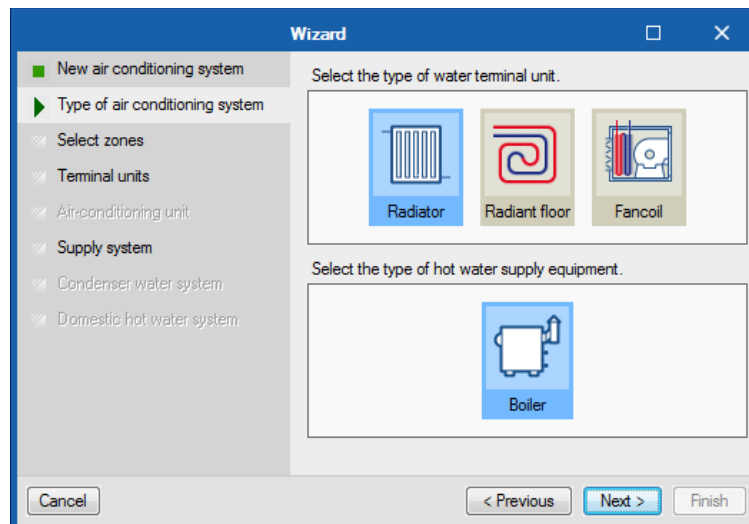 Wizard
New air conditioning system
Type of air conditioning system
Select zones
Terminal units
Air-conditioning unit
Supply system
Condenser water system
Domestic hot water system
Select the type of water terminal unit.
Radiator
Radiant floor
Fancoil
Select the type of hot water supply equipment.
Boiler
Cancel
< Previous
Next >
Finish